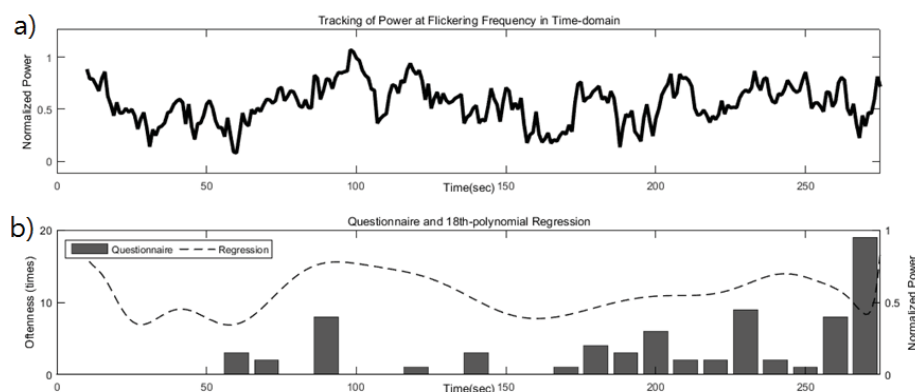 a)
Tracking of Power at Flickering Frequency in Time-domain
Normalized Power
1
0.5
0
0 50 100 150 200 250
Time(sec)
b)
Questionnaire and 18th-polynomial Regression
Questionnaire
Regression
Oftenness (times)
20
10
0
1
0.5
0
Normalized Power
0 50 100 150 200 250
Time(sec)